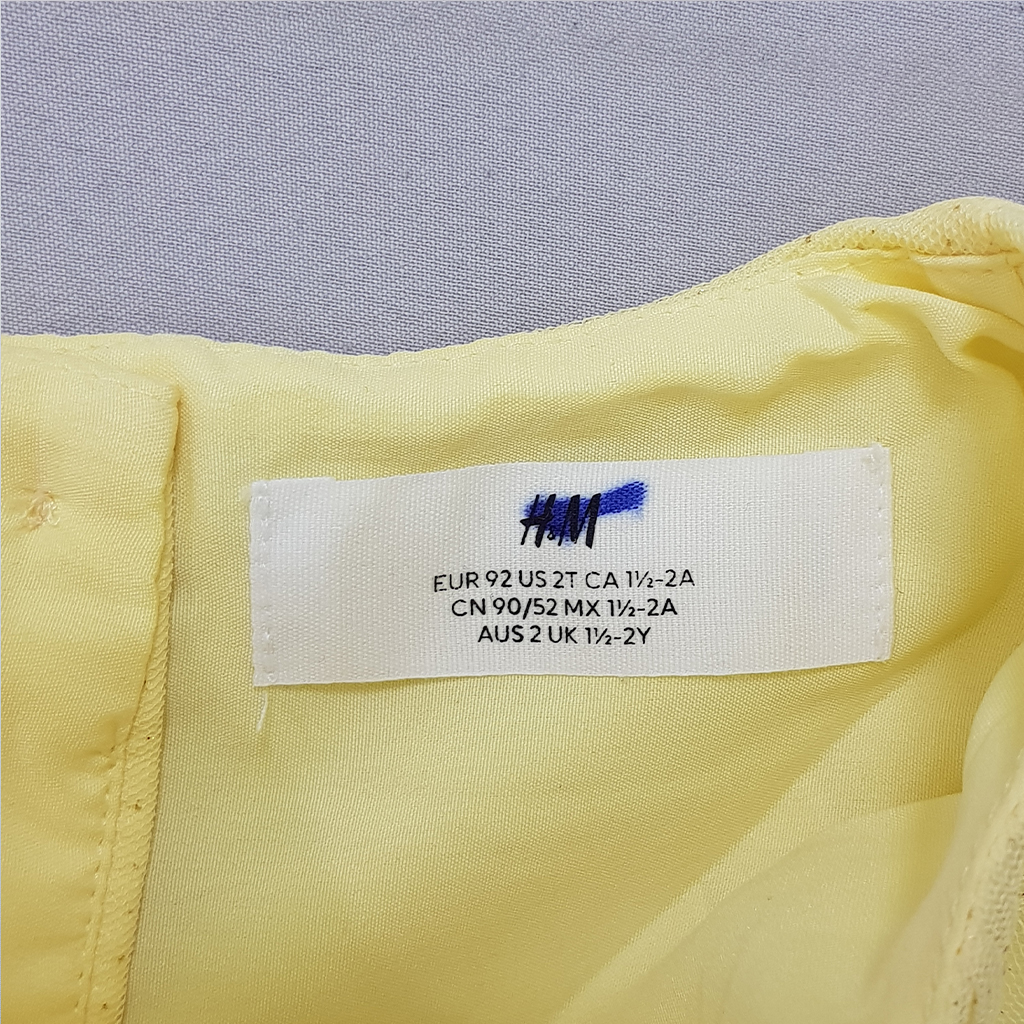 H&M
EUR 92 US 2T CA 1½-2A
CN 90/52 MX 1½-2A
AUS 2 UK 1½-2Y